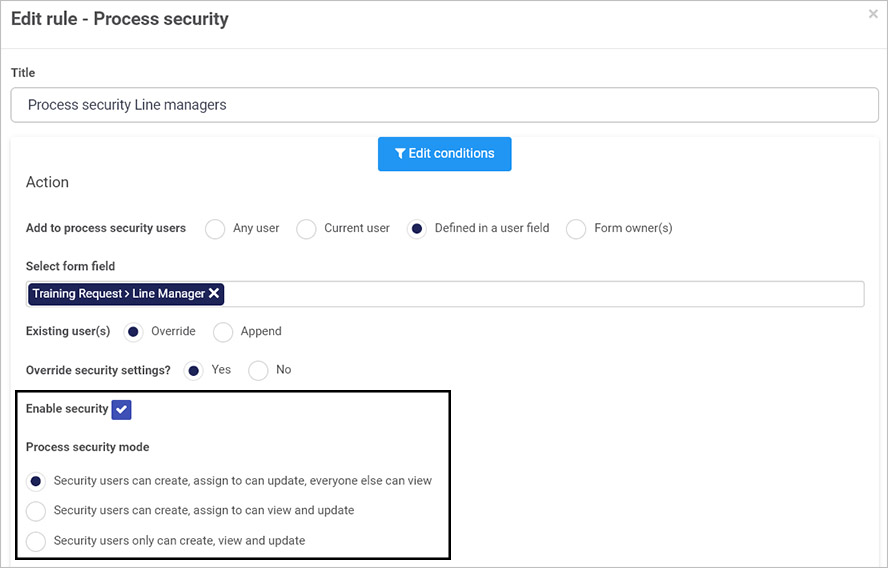 Edit rule - Process security
×
Title
Process security Line managers
Edit conditions
Action
Add to process security users Any user Current user Defined in a user field Form owner(s)
Select form field
Training Request > Line Manager ✕
Existing user(s) Override Append
Override security settings? Yes No
Enable security
Process security mode
Security users can create, assign to can update, everyone else can view
Security users can create, assign to can view and update
Security users only can create, view and update